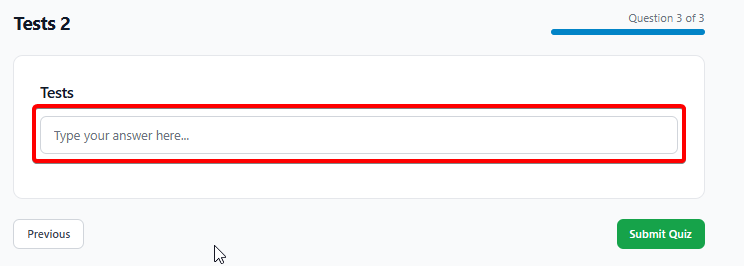 Tests 2
Question 3 of 3
Tests
Type your answer here...
Previous
Submit Quiz